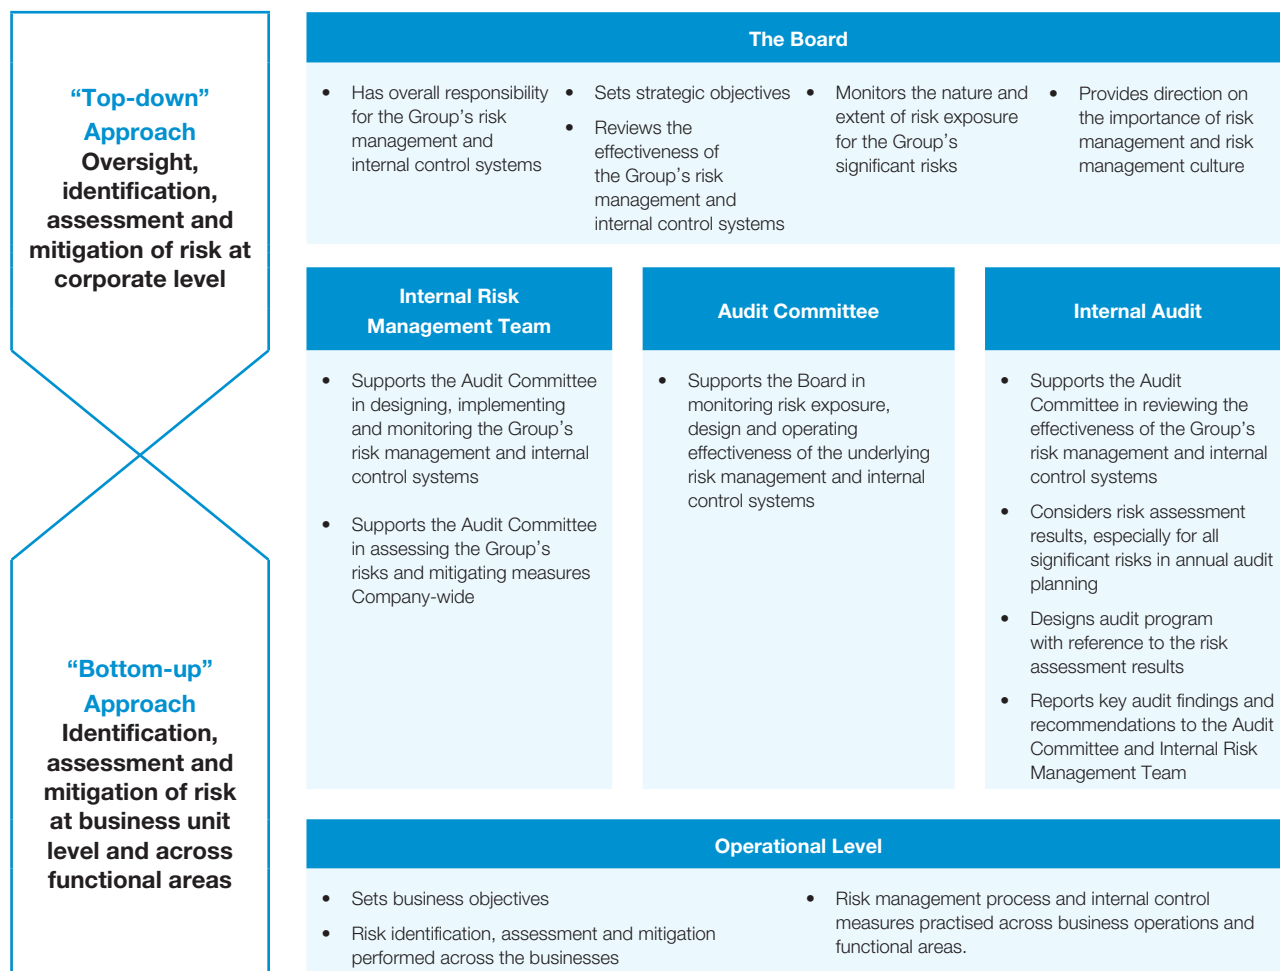 “Top-down”
Approach
Oversight,
identification,
assessment and
mitigation of risk at
corporate level
“Bottom-up”
Approach
Identification,
assessment and
mitigation of risk
at business unit
level and across
functional areas
The Board
• Has overall responsibility
for the Group’s risk
management and
internal control systems
• Sets strategic objectives
• Reviews the
effectiveness of
the Group’s risk
management and
internal control systems
• Monitors the nature and
extent of risk exposure
for the Group’s
significant risks
• Provides direction on
the importance of risk
management and risk
management culture
Internal Risk
Management Team
• Supports the Audit Committee
in designing, implementing
and monitoring the Group’s
risk management and internal
control systems
• Supports the Audit Committee
in assessing the Group’s
risks and mitigating measures
Company-wide
Audit Committee
• Supports the Board in
monitoring risk exposure,
design and operating
effectiveness of the underlying
risk management and internal
control systems
Internal Audit
• Supports the Audit
Committee in reviewing the
effectiveness of the Group’s
risk management and internal
control systems
• Considers risk assessment
results, especially for all
significant risks in annual audit
planning
• Designs audit program
with reference to the risk
assessment results
• Reports key audit findings and
recommendations to the Audit
Committee and Internal Risk
Management Team
Operational Level
• Sets business objectives
• Risk identification, assessment and mitigation
performed across the businesses
• Risk management process and internal control
measures practised across business operations and
functional areas.